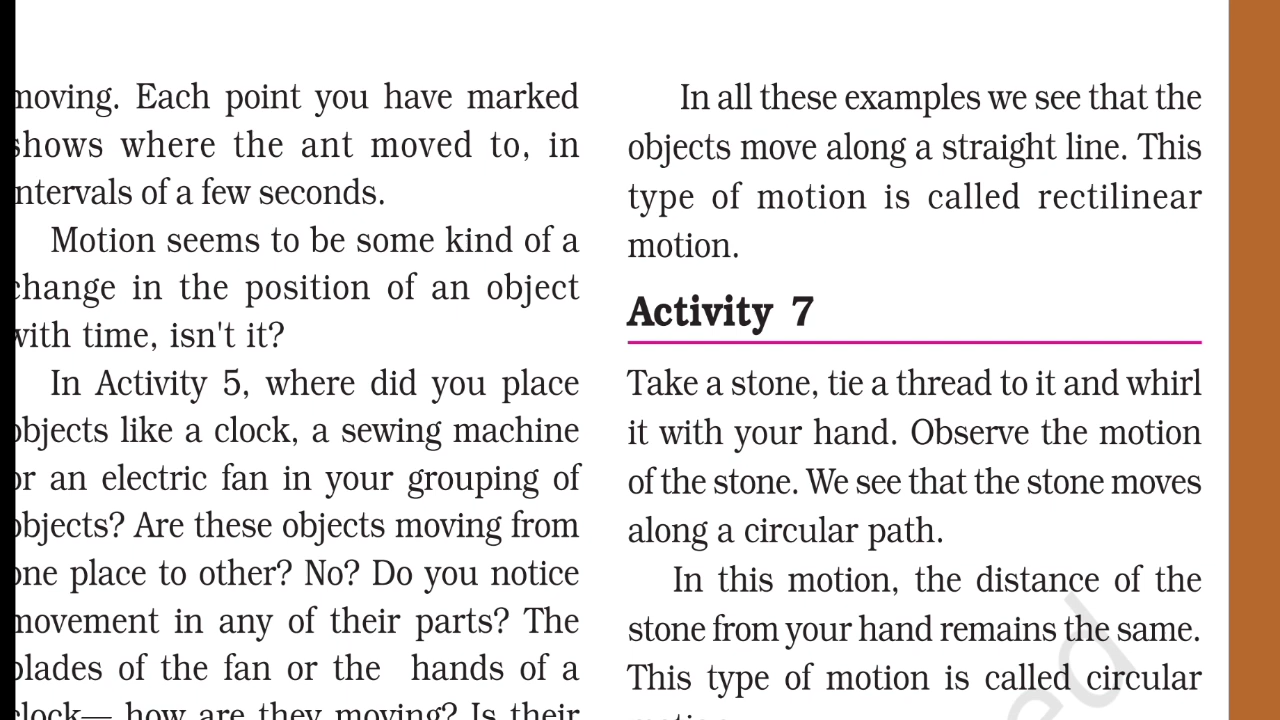 moving. Each point you have marked
shows where the ant moved to, in
intervals of a few seconds.
Motion seems to be some kind of a
change in the position of an object
with time, isn't it?
In Activity 5, where did you place
objects like a clock, a sewing machine
or an electric fan in your grouping of
objects? Are these objects moving from
one place to other? No? Do you notice
movement in any of their parts? The
blades of the fan or the hands of a
clock— how are they moving? Is their
In all these examples we see that the
objects move along a straight line. This
type of motion is called rectilinear
motion.
Activity 7
Take a stone, tie a thread to it and whirl
it with your hand. Observe the motion
of the stone. We see that the stone moves
along a circular path.
In this motion, the distance of the
stone from your hand remains the same.
This type of motion is called circular